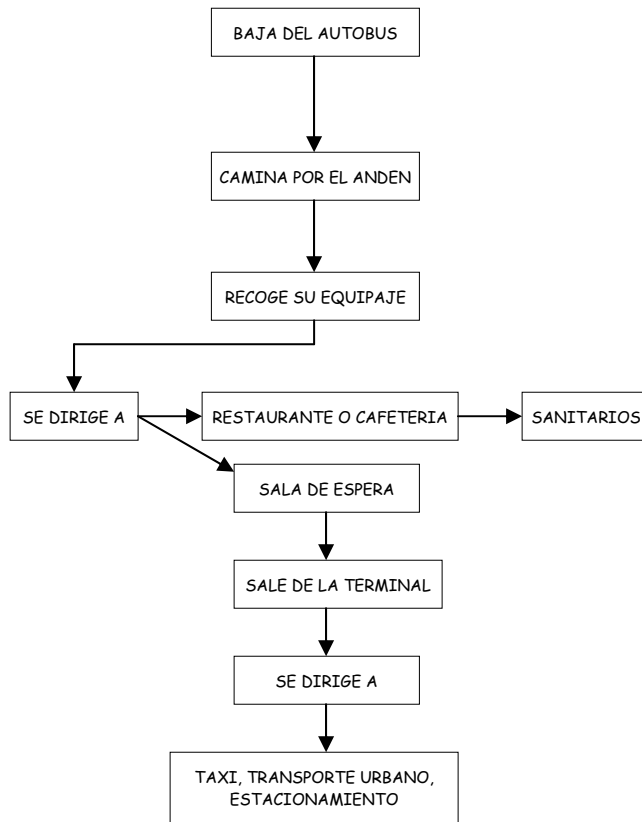 BAJA DEL AUTOBUS
CAMINA POR EL ANDEN
RECOGE SU EQUIPAJE
SE DIRIGE A
RESTAURANTE O CAFETERIA
SANITARIOS
SALA DE ESPERA
SALE DE LA TERMINAL
SE DIRIGE A
TAXI, TRANSPORTE URBANO,
ESTACIONAMIENTO